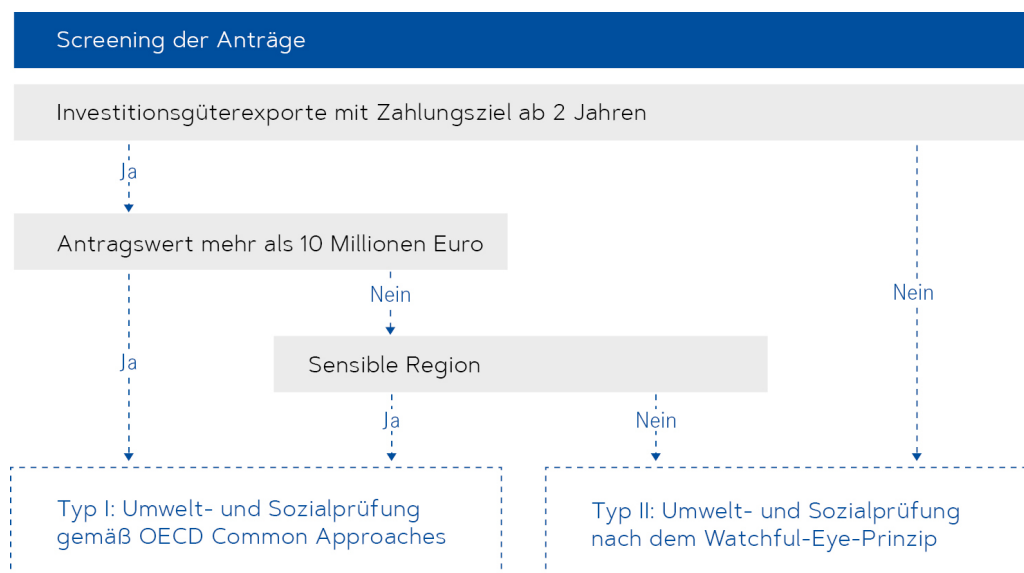 Screening der Anträge
Investitionsgüterexporte mit Zahlungsziel ab 2 Jahren
Ja
Antragswert mehr als 10 Millionen Euro
Nein
Nein
Ja
Sensible Region
Ja
Nein
Typ I: Umwelt- und Sozialprüfung
gemäß OECD Common Approaches
Typ II: Umwelt- und Sozialprüfung
nach dem Watchful-Eye-Prinzip